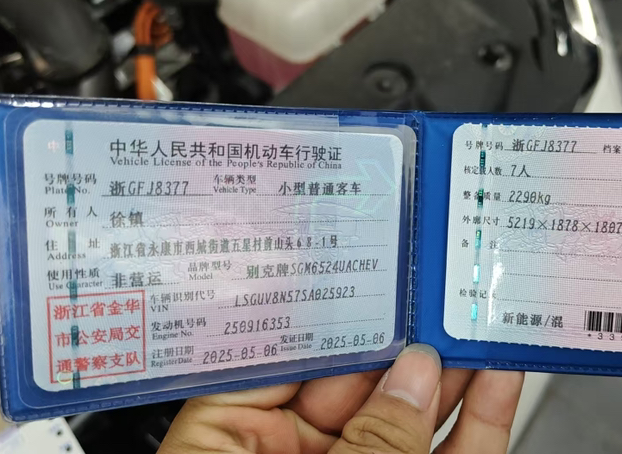 中华人民共和国机动车行驶证
Vehicle License of the People's Republic of China
号牌号码 浙GFJ8377 车辆类型 小型普通客车
Plate No. Vehicle Type
所有人 徐镇
Owner
住址 浙江省永康市西城街道五星村前山头68-1号
Address
使用性质 非营运 品牌型号 别克牌SGM6524UACHEV
Use Character Model
浙江省金华
市公安局交
通警察支队
车辆识别代号 LSGUV8N57SA025923
VIN
发动机号码 250916353
Engine No.
注册日期 2025-05-06 发证日期 2025-05-06
Register Date Issue Date
号牌号码 浙GFJ8377 档案
核定载人数 7人
整备质量 2290kg
外廓尺寸 5219×1878×1807
备注
检验记
新能源/混